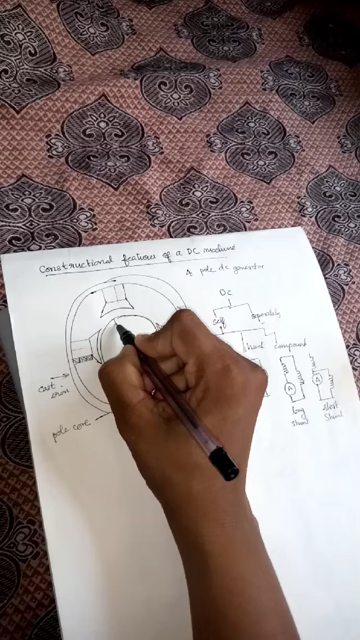 Constructional features of a DC machine
4 pole dc generator
Dc
self
seperately
shunt compound
cast
iron
pole core
long
shunt
short
shunt
A
A